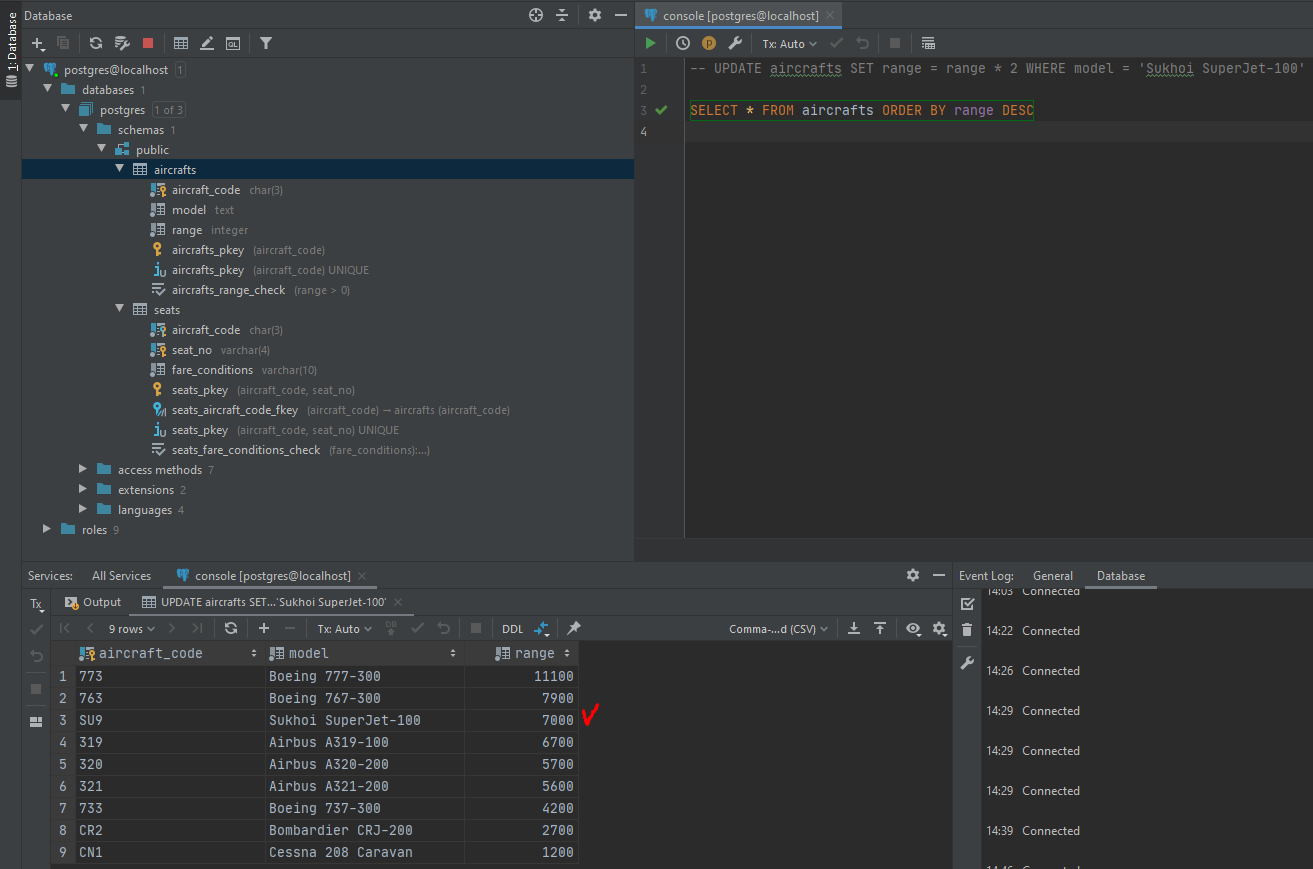 1: Database
Database
postgres@localhost 1
databases 1
postgres 1 of 3
schemas 1
public
aircrafts
aircraft_code char(3)
model text
range integer
aircrafts_pkey (aircraft_code)
aircrafts_pkey (aircraft_code) UNIQUE
aircrafts_range_check (range > 0)
seats
aircraft_code char(3)
seat_no varchar(4)
fare_conditions varchar(10)
seats_pkey (aircraft_code, seat_no)
seats_aircraft_code_fkey (aircraft_code) → aircrafts (aircraft_code)
seats_pkey (aircraft_code, seat_no) UNIQUE
seats_fare_conditions_check (fare_conditions):...)
access methods 7
extensions 2
languages 4
roles 9
console [postgres@localhost]
Tx: Auto
1 -- UPDATE aircrafts SET range = range * 2 WHERE model = 'Sukhoi SuperJet-100'
2
3 SELECT * FROM aircrafts ORDER BY range DESC
4
Services: All Services console [postgres@localhost]
Tx Output UPDATE aircrafts SET...'Sukhoi SuperJet-100'
9 rows Tx: Auto DB DDL Comma-...d (CSV)
aircraft_code model range
1 773 Boeing 777-300 11100
2 763 Boeing 767-300 7900
3 SU9 Sukhoi SuperJet-100 7000
4 319 Airbus A319-100 6700
5 320 Airbus A320-200 5700
6 321 Airbus A321-200 5600
7 733 Boeing 737-300 4200
8 CR2 Bombardier CRJ-200 2700
9 CN1 Cessna 208 Caravan 1200
Event Log: General Database
14:03 Connected
14:22 Connected
14:26 Connected
14:29 Connected
14:29 Connected
14:29 Connected
14:39 Connected